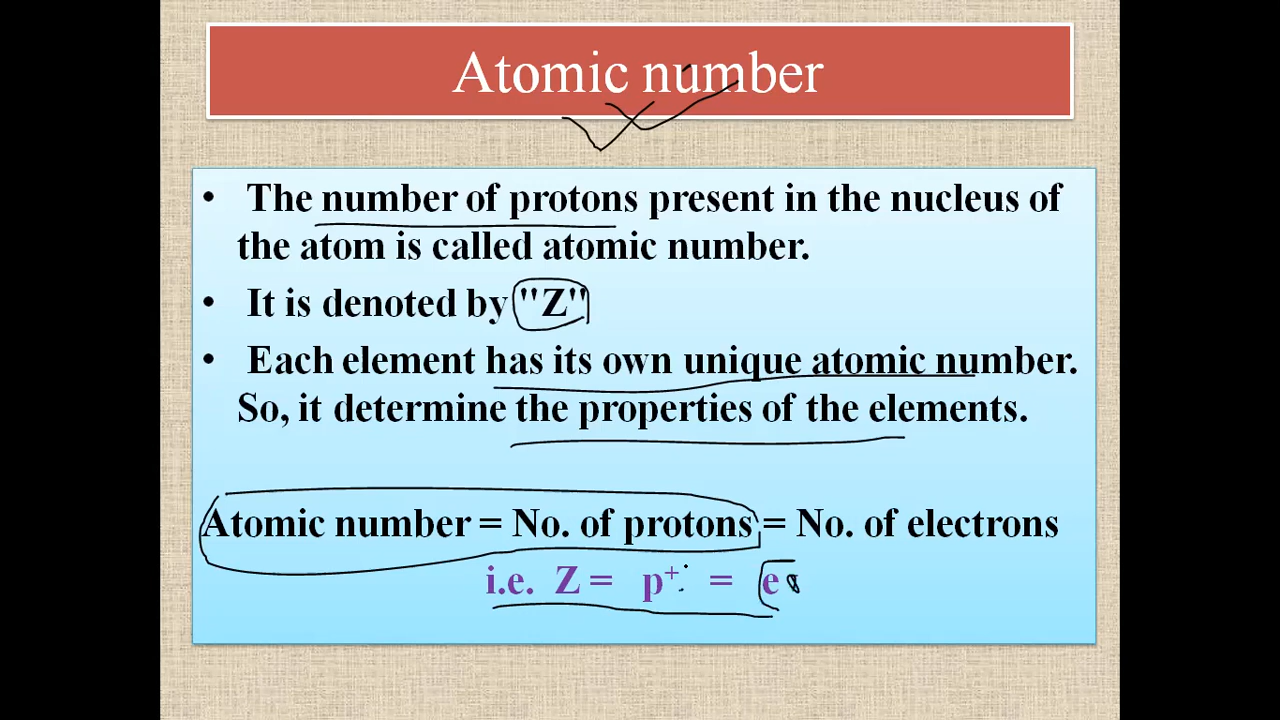 Atomic number
• The number of protons present in the nucleus of
the atom is called atomic number.
• It is denoted by "Z"
• Each element has its own unique atomic number.
So, it determine the properties of the elements.
Atomic number = No. of protons = No. of electrons
i.e. Z = p⁺ = e